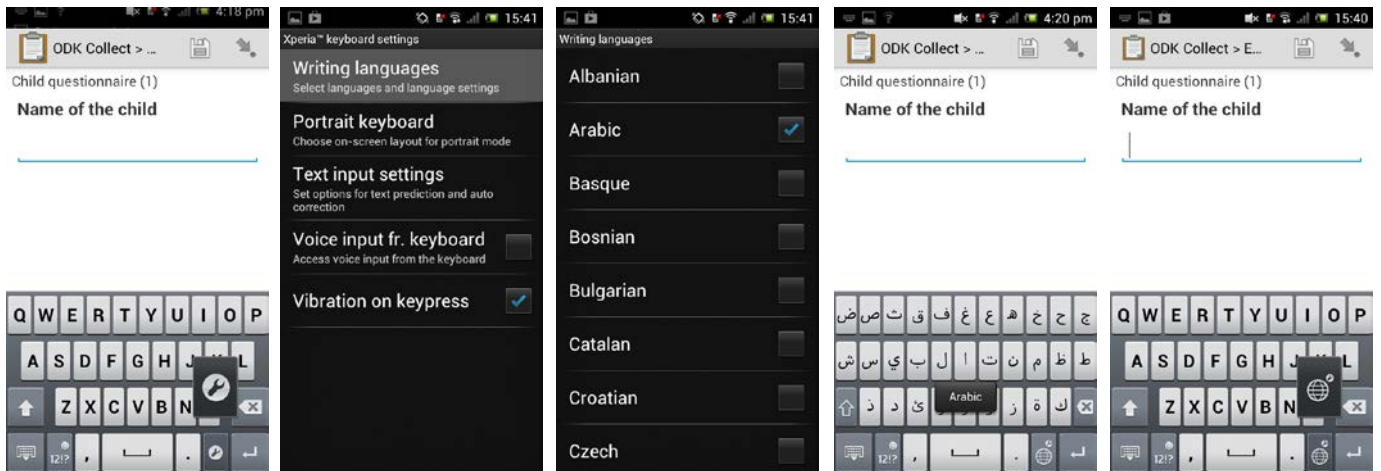 4:18 pm
ODK Collect > ...
Child questionnaire (1)
Name of the child
Q W E R T Y U I O P
A S D F G H J K L
Z X C V B N
12!? , .
15:41
Xperia™ keyboard settings
Writing languages
Select languages and language settings
Portrait keyboard
Choose on-screen layout for portrait mode
Text input settings
Set options for text prediction and auto
correction
Voice input fr. keyboard
Access voice input from the keyboard
Vibration on keypress
15:41
Writing languages
Albanian
Arabic
Basque
Bosnian
Bulgarian
Catalan
Croatian
Czech
4:20 pm
ODK Collect > ...
Child questionnaire (1)
Name of the child
ج ح خ ه ع غ ف ق ث ص ض
ط ظ م ن ت ا ل ب ي س ش
ك ة ز ئ د ذ
Arabic
12!? , .
15:40
ODK Collect > E...
Child questionnaire (1)
Name of the child
Q W E R T Y U I O P
A S D F G H J K L
Z X C V B N
12!? , .